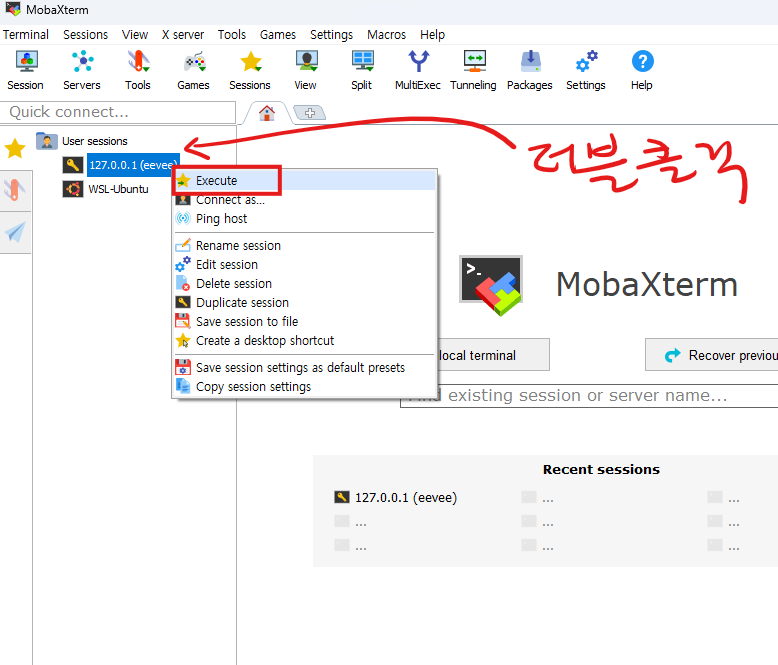 MobaXterm
Terminal Sessions View X server Tools Games Settings Macros Help
Session Servers Tools Games Sessions View Split MultiExec Tunneling Packages Settings Help
Quick connect...
User sessions
127.0.0.1 (eevee)
WSL-Ubuntu
더블클릭
Execute
Connect as...
Ping host
Rename session
Edit session
Delete session
Duplicate session
Save session to file
Create a desktop shortcut
Save session settings as default presets
Copy session settings
>_
MobaXterm
local terminal
Recover previou
Find existing session or server name...
Recent sessions
127.0.0.1 (eevee) ... ...
... ... ...
... ... ...